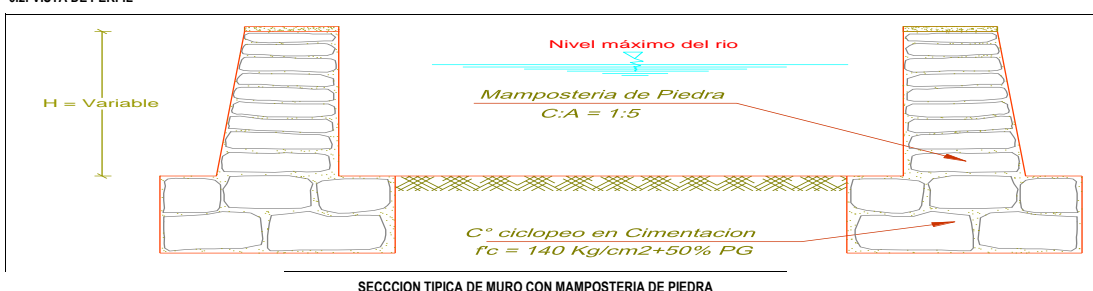 Nivel máximo del rio
H = Variable
Mamposteria de Piedra
C:A = 1:5
C° ciclopeo en Cimentacion
f'c = 140 Kg/cm2+50% PG
SECCCION TIPICA DE MURO CON MAMPOSTERIA DE PIEDRA